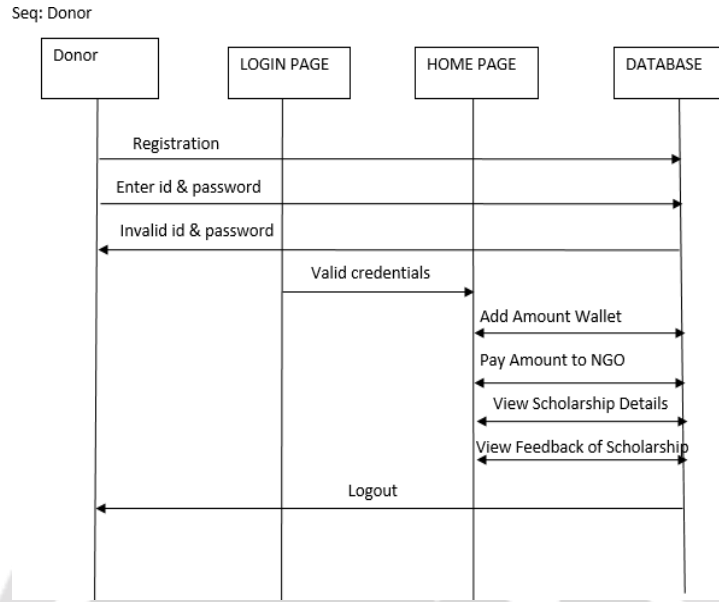 Seq: Donor
Donor
LOGIN PAGE
HOME PAGE
DATABASE
Registration
Enter id & password
Invalid id & password
Valid credentials
Add Amount Wallet
Pay Amount to NGO
View Scholarship Details
View Feedback of Scholarship
Logout